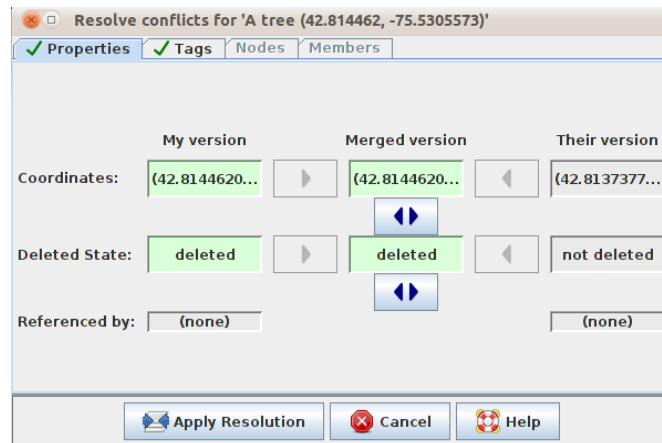 Resolve conflicts for 'A tree (42.814462, -75.5305573)'
Properties Tags Nodes Members
My version Merged version Their version
Coordinates: (42.8144620... (42.8144620... (42.8137377...
Deleted State: deleted deleted not deleted
Referenced by: (none) (none)
Apply Resolution Cancel Help